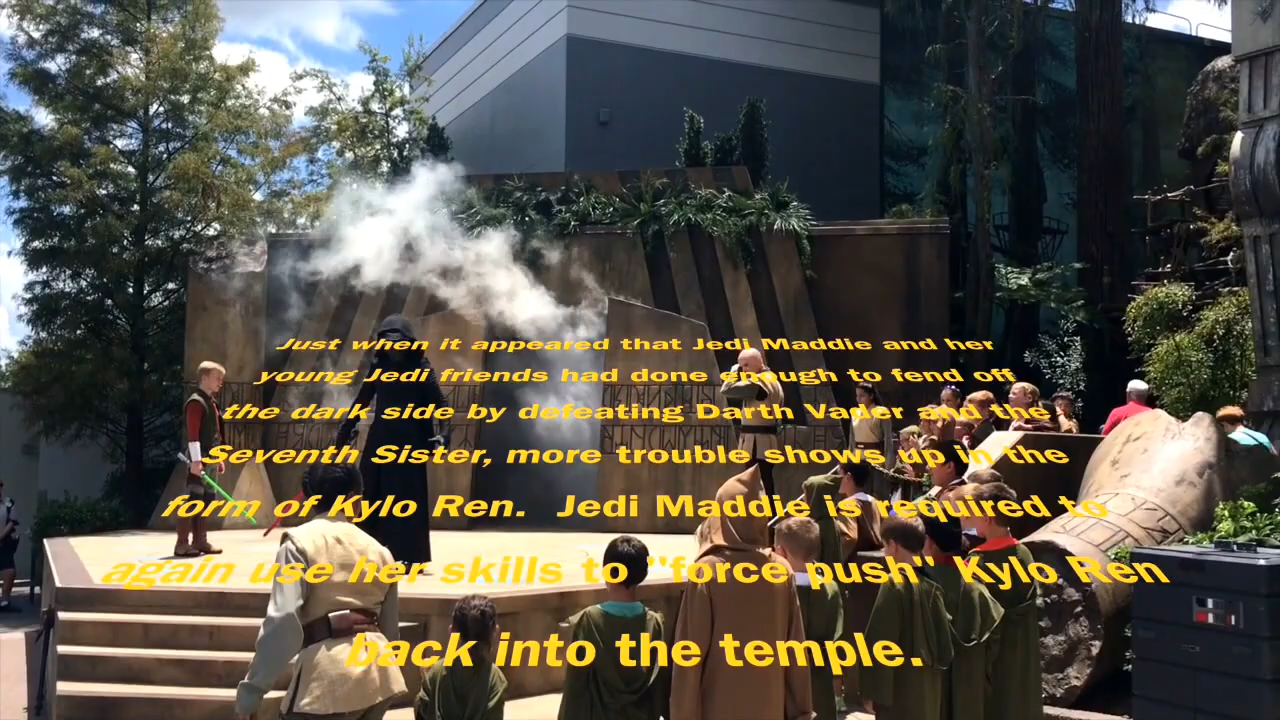 Just when it appeared that Jedi Maddie and her
young Jedi friends had done enough to fend off
the dark side by defeating Darth Vader and the
Seventh Sister, more trouble shows up in the
form of Kylo Ren. Jedi Maddie is required to
again use her skills to "force push" Kylo Ren
back into the temple.